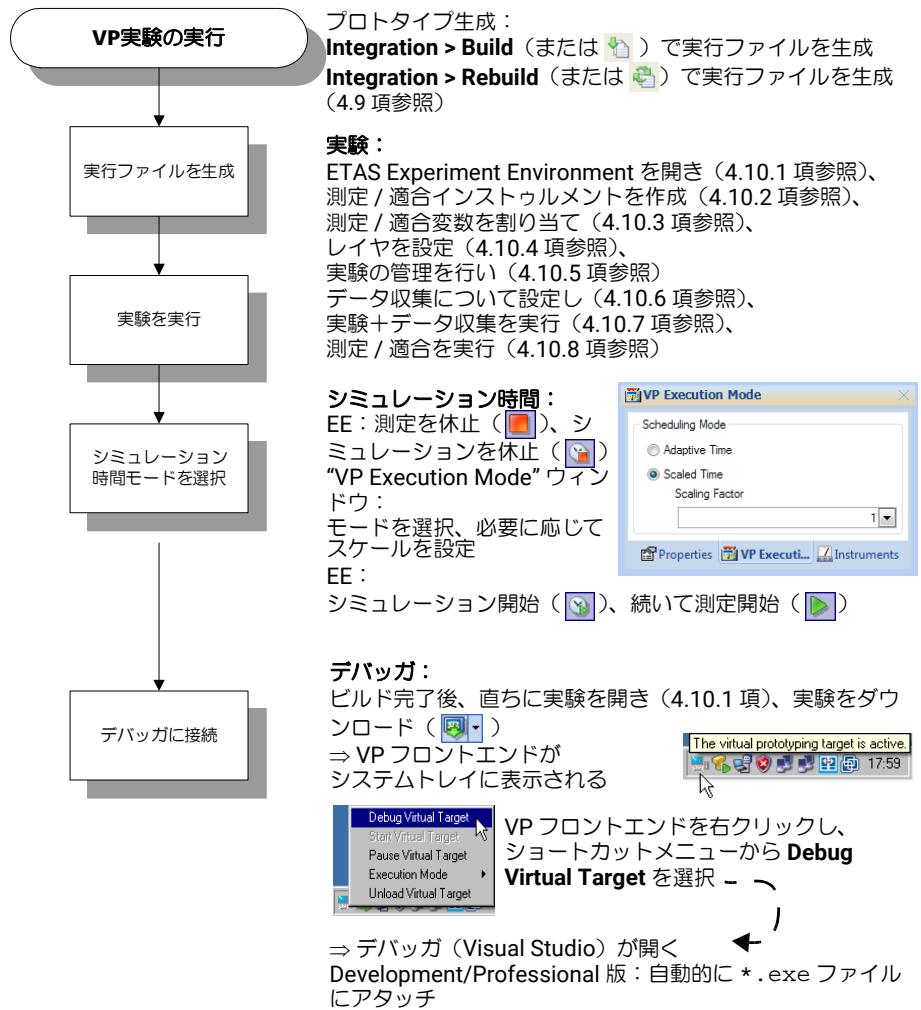 VP実験の実行
プロトタイプ生成：
Integration > Build（または ）で実行ファイルを生成
Integration > Rebuild（または ）で実行ファイルを生成
（4.9 項参照）
実行ファイルを生成
実験：
ETAS Experiment Environment を開き（4.10.1 項参照）、
測定 / 適合インストゥルメントを作成（4.10.2 項参照）、
測定 / 適合変数を割り当て（4.10.3 項参照）、
レイヤを設定（4.10.4 項参照）、
実験の管理を行い（4.10.5 項参照）
データ収集について設定し（4.10.6 項参照）、
実験＋データ収集を実行（4.10.7 項参照）、
測定 / 適合を実行（4.10.8 項参照）
実験を実行
シミュレーション
時間モードを選択
シミュレーション時間：
EE：測定を休止（ ）、シ
ミュレーションを休止（ ）
“VP Execution Mode” ウィン
ドウ：
モードを選択、必要に応じて
スケールを設定
EE：
シミュレーション開始（ ）、続いて測定開始（ ）
VP Execution Mode
Scheduling Mode
Adaptive Time
Scaled Time
Scaling Factor
1
Properties VP Executi... Instruments
デバッガに接続
デバッガ：
ビルド完了後、直ちに実験を開き（4.10.1 項）、実験をダウ
ンロード（ ）
⇒ VP フロントエンドが
システムトレイに表示される
The virtual prototyping target is active.
17:59
Debug Virtual Target
Start Virtual Target
Pause Virtual Target
Execution Mode
Unload Virtual Target
VP フロントエンドを右クリックし、
ショートカットメニューから Debug
Virtual Target を選択
⇒ デバッガ（Visual Studio）が開く
Development/Professional 版：自動的に *.exe ファイル
にアタッチ